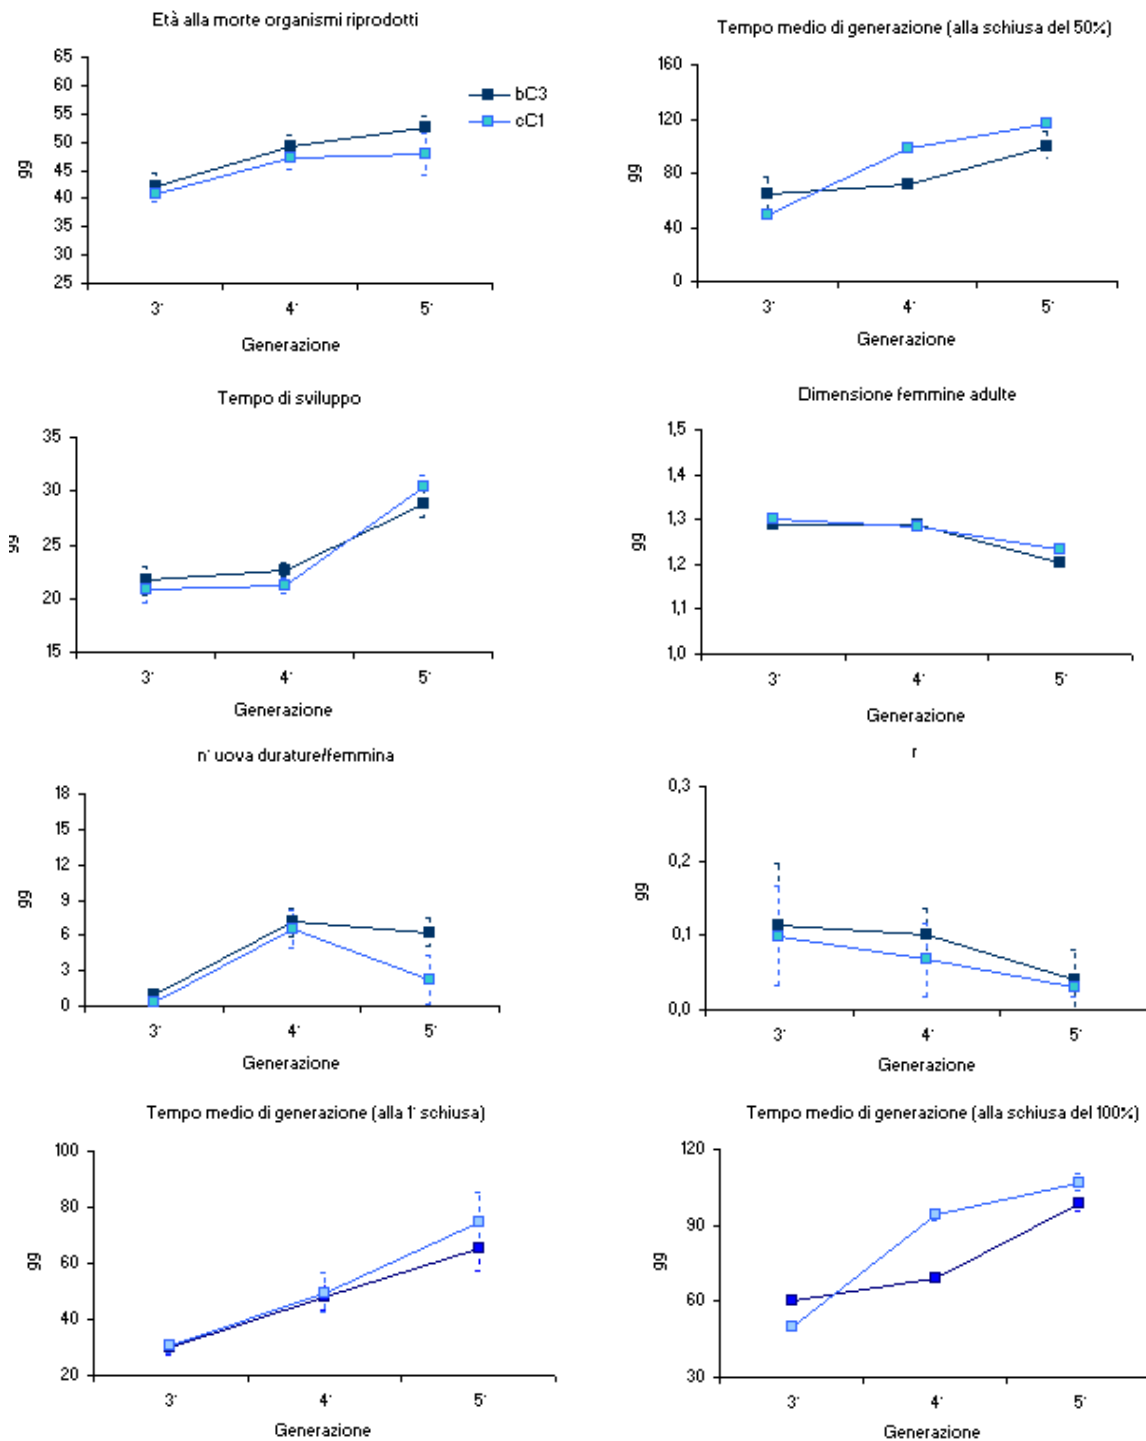 Età alla morte organismi riprodotti
65
60
55
50
45
40
35
30
25
gg
3·
4·
5·
Generazione
bC3
cC1
Tempo medio di generazione (alla schiusa del 50%)
160
120
80
40
0
gg
3·
4·
5·
Generazione
Tempo di sviluppo
35
30
25
20
15
gg
3·
4·
5·
Generazione
Dimensione femmine adulte
1,5
1,4
1,3
1,2
1,1
1,0
gg
3·
4·
5·
Generazione
n· uova durature/femmina
18
15
12
9
6
3
0
gg
3·
4·
5·
Generazione
r
0,3
0,2
0,1
0,0
gg
3·
4·
5·
Generazione
Tempo medio di generazione (alla 1· schiusa)
100
80
60
40
20
gg
3·
4·
5·
Generazione
Tempo medio di generazione (alla schiusa del 100%)
120
90
60
30
gg
3·
4·
5·
Generazione